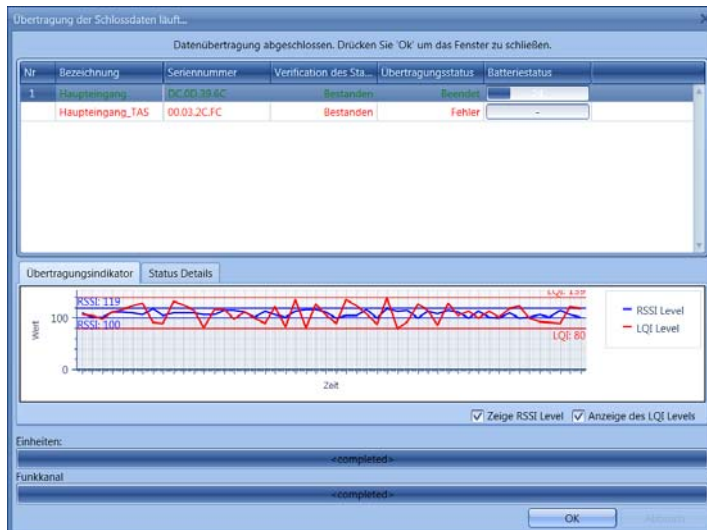 Übertragung der Schlossdaten läuft...
Datenübertragung abgeschlossen. Drücken Sie 'Ok' um das Fenster zu schließen.
Nr Bezeichnung Seriennummer Verification des Sta... Übertragungsstatus Batteriestatus
1 Haupteingang DC.0D.39.6C Bestanden Beendet
Haupteingang_TAS 00.03.2C.FC Bestanden Fehler -
Übertragungsindikator Status Details
RSSI: 119
LQI: 139
RSSI: 100
LQI: 80
100
0
Wert
Zeit
RSSI Level
LQI Level
Zeige RSSI Level Anzeige des LQI Levels
Einheiten:
<completed>
Funkkanal
<completed>
OK